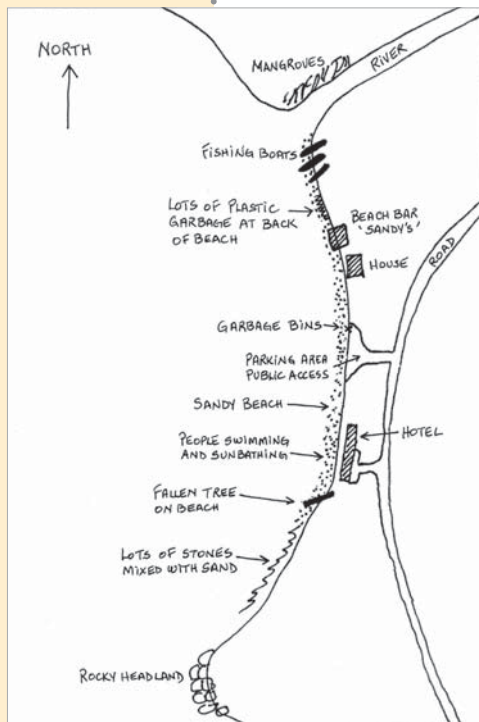 NORTH
MANGROVES
RIVER
FISHING BOATS
LOTS OF PLASTIC
GARBAGE AT BACK
OF BEACH
BEACH BAR
'SANDY'S'
HOUSE
ROAD
GARBAGE BINS
PARKING AREA
PUBLIC ACCESS
SANDY BEACH
HOTEL
PEOPLE SWIMMING
AND SUNBATHING
FALLEN TREE
ON BEACH
LOTS OF STONES
MIXED WITH SAND
ROCKY HEADLAND